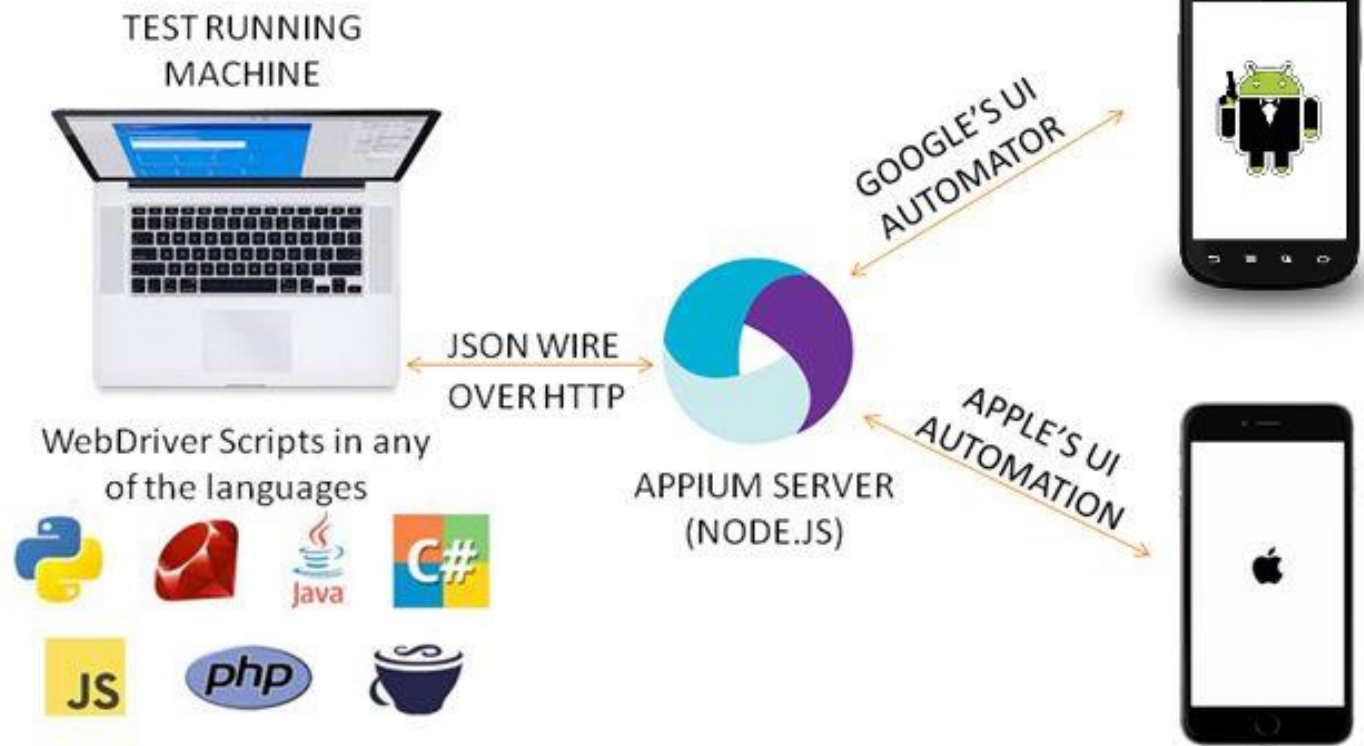 TEST RUNNING
MACHINE
JSON WIRE
OVER HTTP
WebDriver Scripts in any
of the languages
Java
C#
JS
php
APPIUM SERVER
(NODE.JS)
GOOGLE'S UI
AUTOMATOR
APPLE'S UI
AUTOMATION